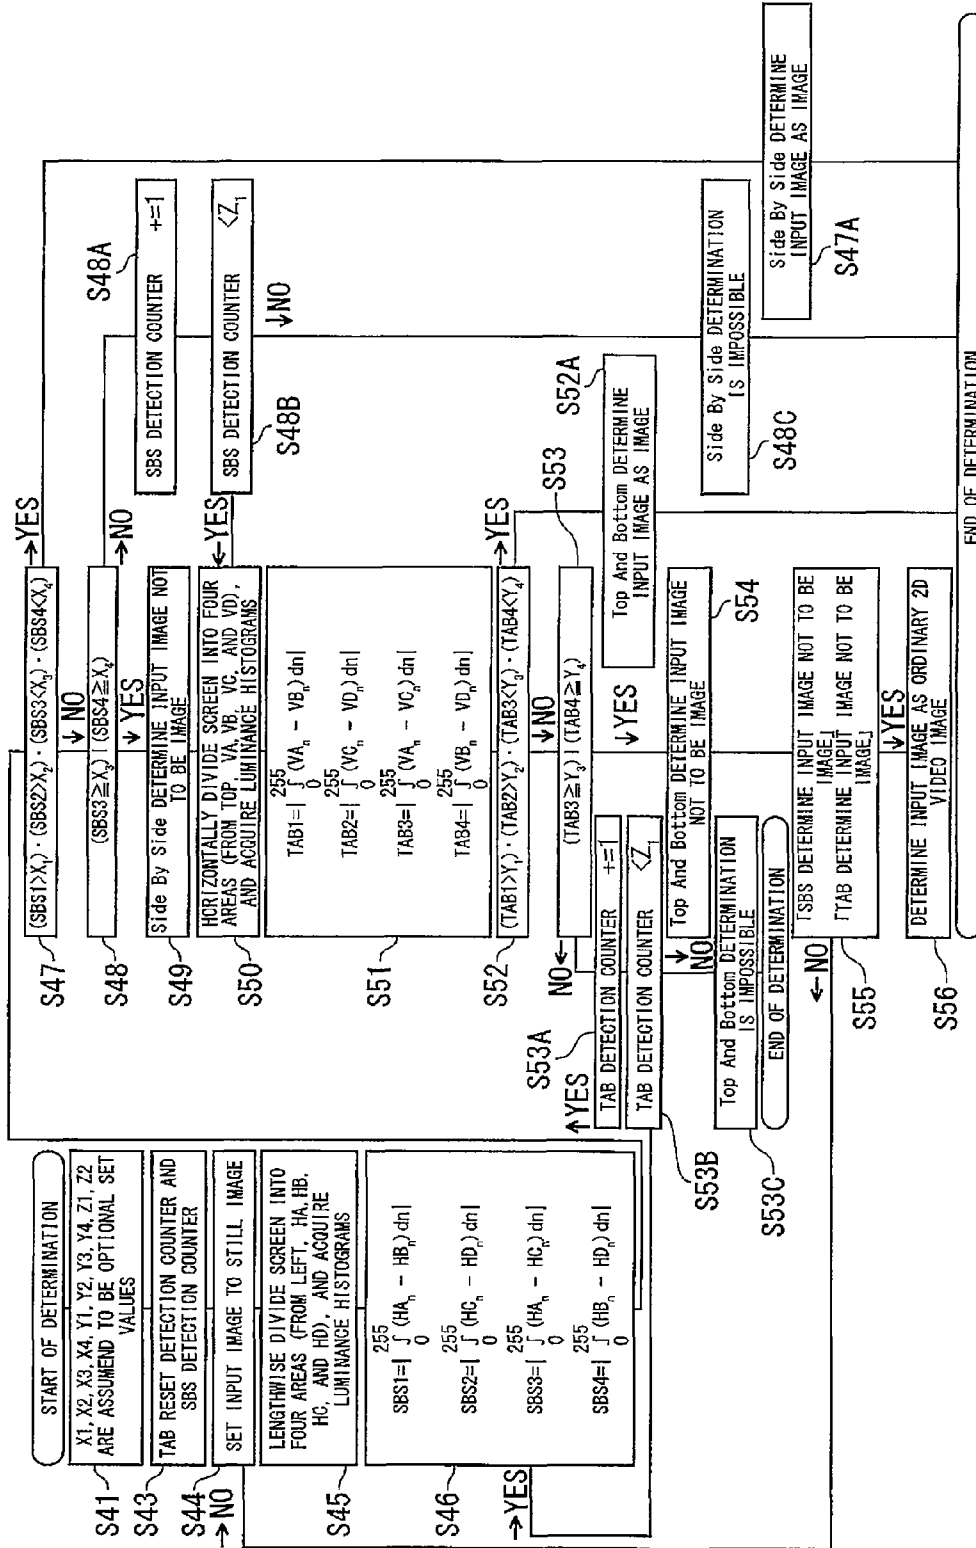 START OF DETERMINATION
S41
X1, X2, X3, X4, Y1, Y2, Y3, Y4, Z1, Z2
ARE ASSUMEND TO BE OPTIONAL SET
VALUES
S43
TAB RESET DETECTION COUNTER AND
SBS DETECTION COUNTER
S44
→NO
SET INPUT IMAGE TO STILL IMAGE
S45
LENGTHWISE DIVIDE SCREEN INTO
FOUR AREAS (FROM LEFT, HA, HB,
HC, AND HD), AND ACQUIRE
LUMINANCE HISTOGRAMS
S46
SBS1=|∫₀²⁵⁵ (HAn − HBn)dn|
SBS2=|∫₀²⁵⁵ (HCn − HDn)dn|
SBS3=|∫₀²⁵⁵ (HAn − HCn)dn|
SBS4=|∫₀²⁵⁵ (HBn − HDn)dn|
→YES
S47
(SBS1>X1)·(SBS2>X2)·(SBS3<X3)·(SBS4<X4)
→YES
↓NO
S48
(SBS3≧X3)|(SBS4≧X4)
→NO
↓YES
S49
Side By Side DETERMINE INPUT IMAGE NOT
TO BE IMAGE
S50
HORIZONTALLY DIVIDE SCREEN INTO FOUR
AREAS (FROM TOP, VA, VB, VC, AND VD),
AND ACQUIRE LUMINANCE HISTOGRAMS
←YES
S51
TAB1=|∫₀²⁵⁵ (VAn − VBn)dn|
TAB2=|∫₀²⁵⁵ (VCn − VDn)dn|
TAB3=|∫₀²⁵⁵ (VAn − VCn)dn|
TAB4=|∫₀²⁵⁵ (VBn − VDn)dn|
S52
(TAB1>Y1)·(TAB2>Y2)·(TAB3<Y3)·(TAB4<Y4)
→YES
↓NO
S53
(TAB3≧Y3)|(TAB4≧Y4)
NO←
↓YES
S53A
TAB DETECTION COUNTER +=1
↑YES
S53B
TAB DETECTION COUNTER <Z1
↓NO
S53C
Top And Bottom DETERMINATION
IS IMPOSSIBLE
END OF DETERMINATION
S54
Top And Bottom DETERMINE INPUT IMAGE
NOT TO BE IMAGE
S55
「SBS DETERMINE INPUT IMAGE NOT TO BE
IMAGE」
「TAB DETERMINE INPUT IMAGE NOT TO BE
IMAGE」
←NO
↓YES
S56
DETERMINE INPUT IMAGE AS ORDINARY 2D
VIDEO IMAGE
S48A
SBS DETECTION COUNTER +=1
S48B
SBS DETECTION COUNTER <Z1
↓NO
S52A
Top And Bottom DETERMINE
INPUT IMAGE AS IMAGE
S48C
Side By Side DETERMINATION
IS IMPOSSIBLE
S47A
Side By Side DETERMINE
INPUT IMAGE AS IMAGE
END OF DETERMINATION